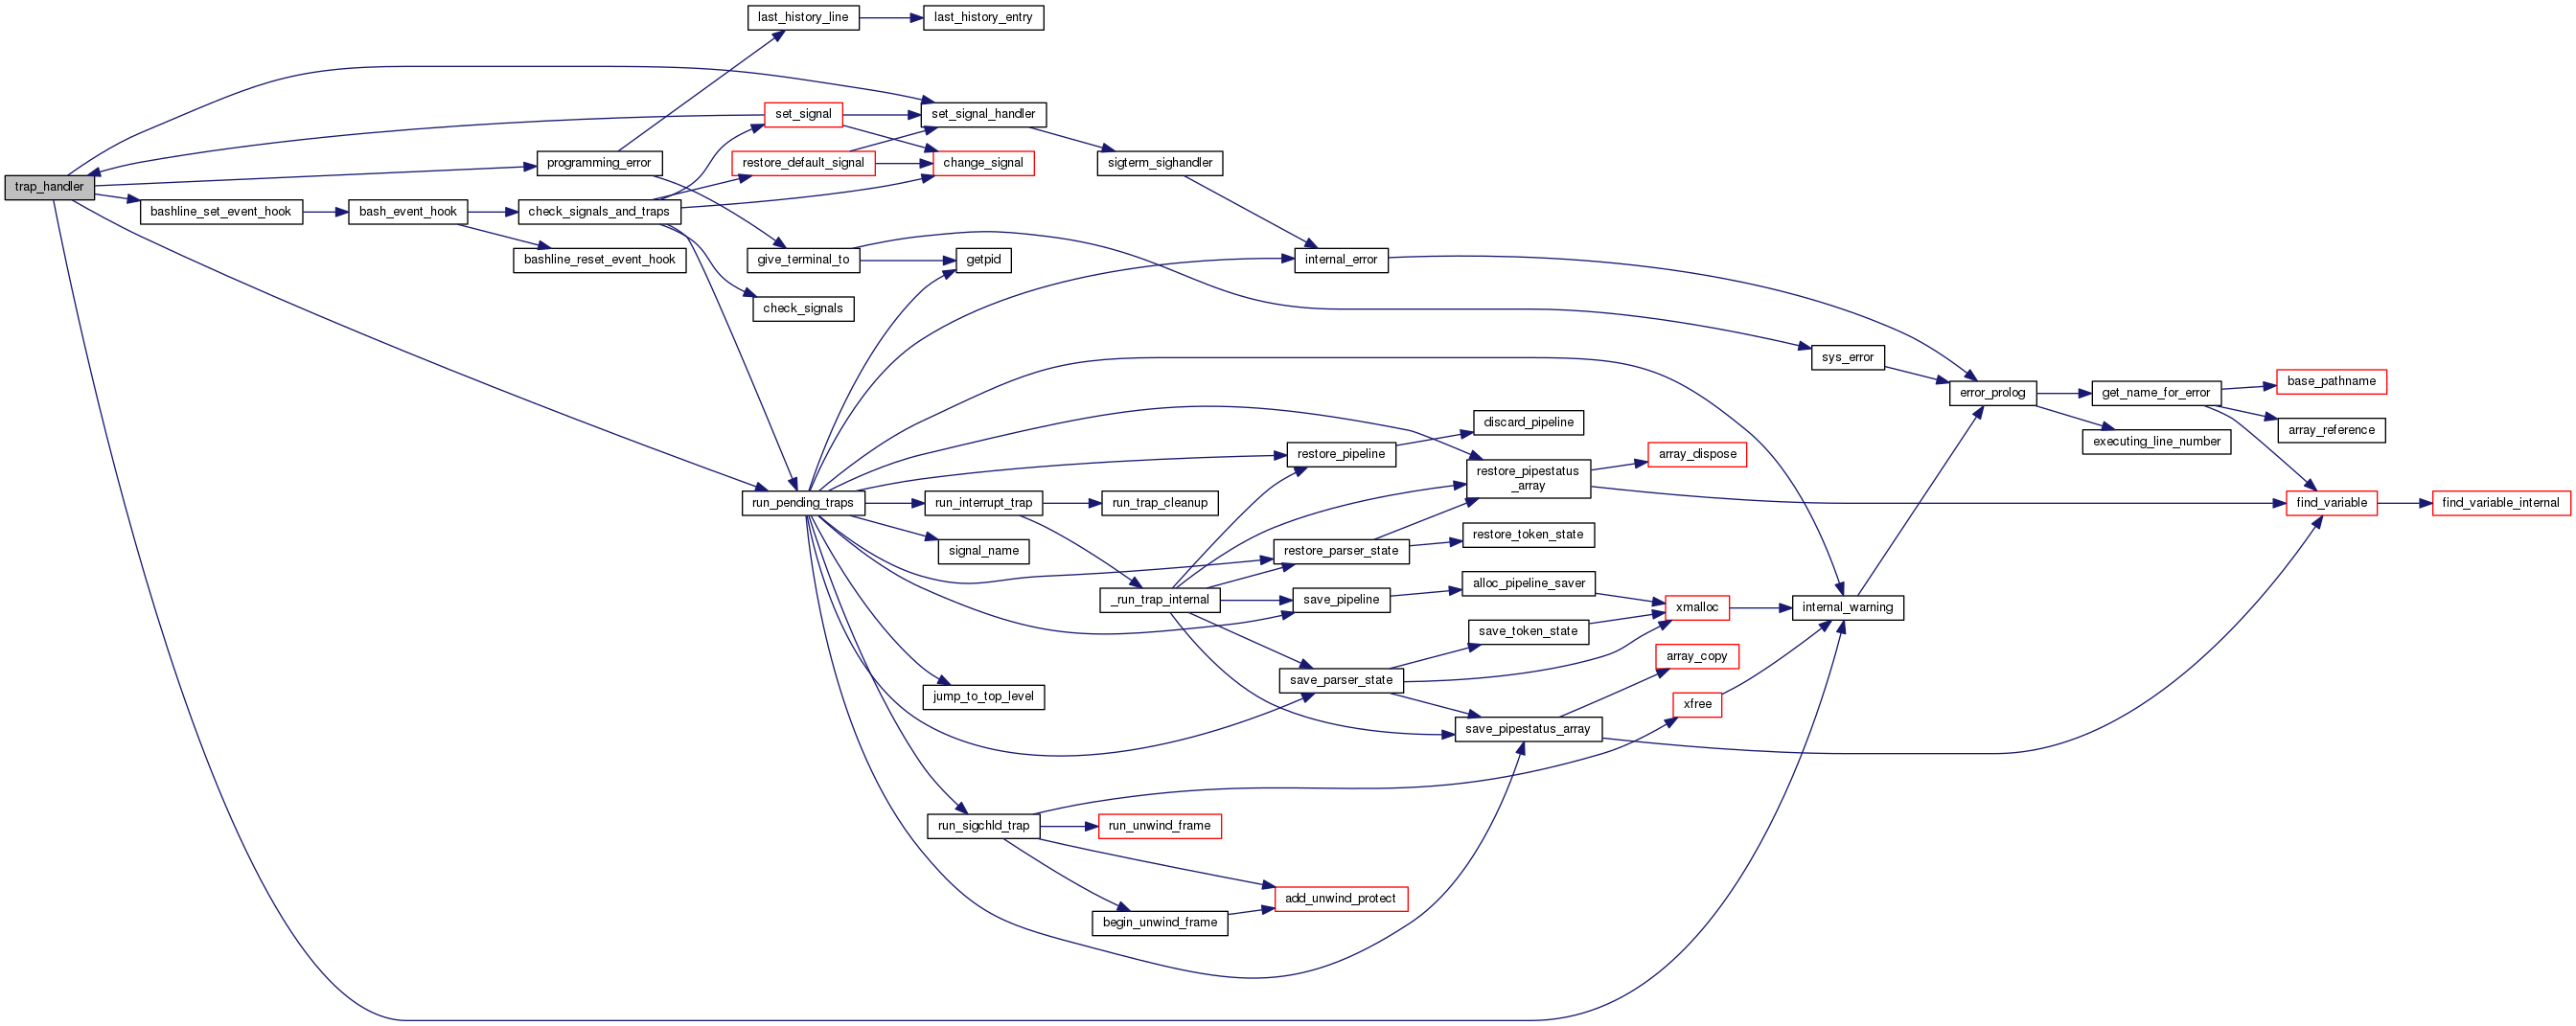 last_history_line
last_history_entry
set_signal
set_signal_handler
programming_error
restore_default_signal
change_signal
sigterm_sighandler
trap_handler
bashline_set_event_hook
bash_event_hook
check_signals_and_traps
bashline_reset_event_hook
give_terminal_to
getpid
internal_error
check_signals
sys_error
error_prolog
get_name_for_error
base_pathname
array_reference
executing_line_number
discard_pipeline
restore_pipeline
restore_pipestatus
_array
array_dispose
run_pending_traps
run_interrupt_trap
run_trap_cleanup
find_variable
find_variable_internal
signal_name
restore_parser_state
restore_token_state
_run_trap_internal
save_pipeline
alloc_pipeline_saver
xmalloc
internal_warning
save_token_state
array_copy
save_parser_state
jump_to_top_level
xfree
save_pipestatus_array
run_sigchld_trap
run_unwind_frame
add_unwind_protect
begin_unwind_frame